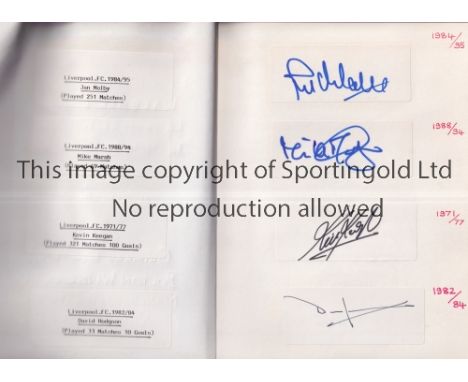 Liverpool.F.C.1984/95
Jan Molby
(Played 251 Matches)
Liverpool.F.C.1988/94
Mike Marsh
Liverpool.F.C.1971/77
Kevin Keegan
(Played 321 Matches 100 Goals)
Liverpool.F.C.1982/84
David Hodgson
(Played 33 Matches 10 Goals)
1984/
95
1988/
94
1971/
77
1982/
84
This image copyright of Sportingold Ltd
No reproduction allowed